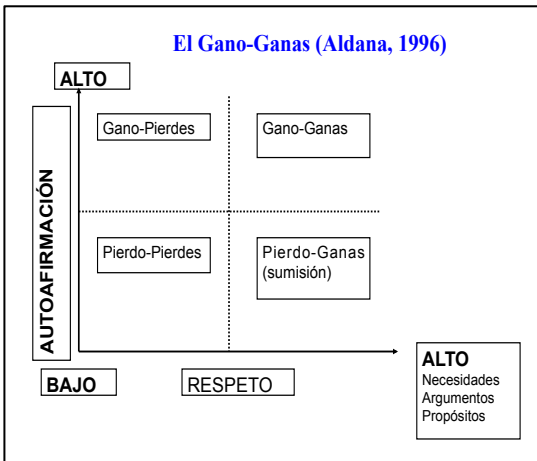 El Gano-Ganas (Aldana, 1996)
ALTO
Gano-Pierdes
Gano-Ganas
AUTOAFIRMACIÓN
Pierdo-Pierdes
Pierdo-Ganas
(sumisión)
BAJO
RESPETO
ALTO
Necesidades
Argumentos
Propósitos